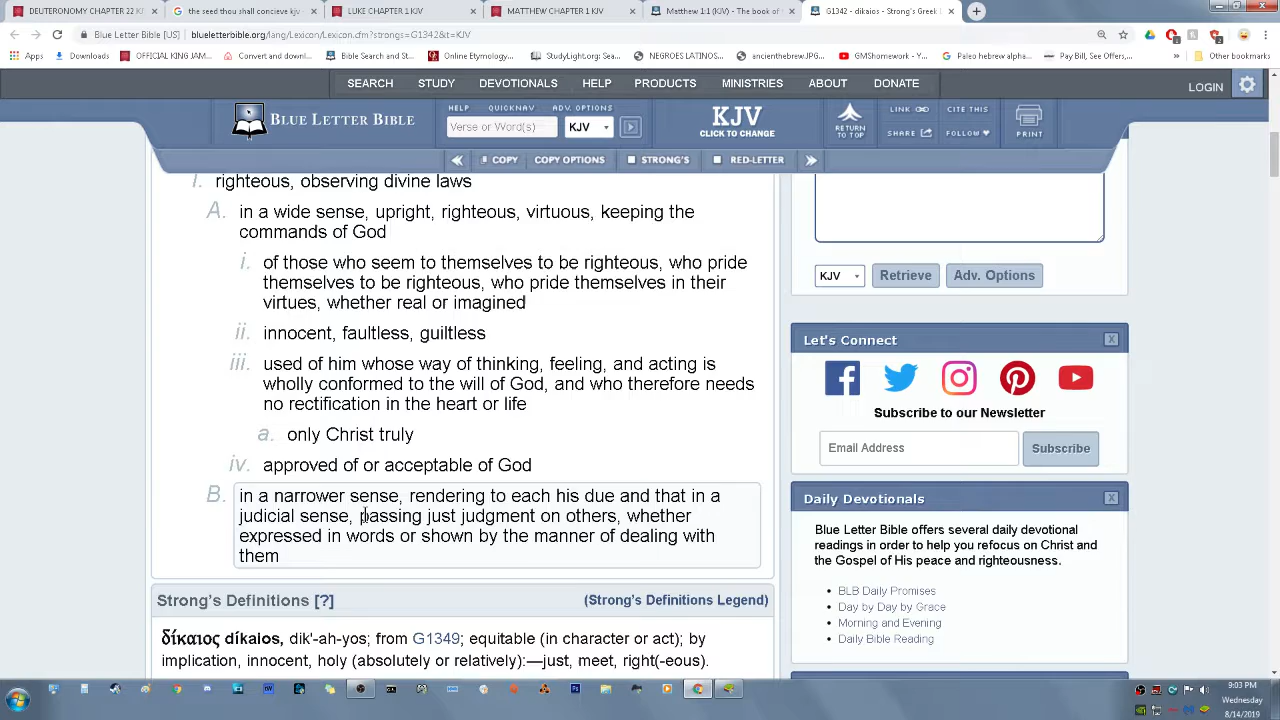 DEUTERONOMY CHAPTER 22 KJ
the seed thou shall concieve kjv
LUKE CHAPTER 1 KJV
MATTHEW CHAPTER 1 KJV
Matthew 1:1 (KJV) - The book of
G1342 - dikaios - Strong's Greek L
Blue Letter Bible [US] | blueletterbible.org/lang/Lexicon/Lexicon.cfm?strongs=G1342&t=KJV
Apps
Downloads
OFFICIAL KING JAM...
Convert and downl...
Bible Search and St...
Online Etymology...
StudyLight.org: Sea...
NEGROES LATINOS...
ancienthebrew.JPG...
GMShomework - Y...
Paleo hebrew alpha...
Pay Bill, See Offers,...
Other bookmarks
SEARCH STUDY DEVOTIONALS HELP PRODUCTS MINISTRIES ABOUT DONATE
LOGIN
BLUE LETTER BIBLE
HELP QUICKNAV ADV. OPTIONS
Verse or Word(s)
KJV
KJV
CLICK TO CHANGE
RETURN
TO TOP
LINK
CITE THIS
SHARE
FOLLOW
PRINT
COPY COPY OPTIONS STRONG'S RED-LETTER
I. righteous, observing divine laws
A. in a wide sense, upright, righteous, virtuous, keeping the
commands of God
i. of those who seem to themselves to be righteous, who pride
themselves to be righteous, who pride themselves in their
virtues, whether real or imagined
ii. innocent, faultless, guiltless
iii. used of him whose way of thinking, feeling, and acting is
wholly conformed to the will of God, and who therefore needs
no rectification in the heart or life
a. only Christ truly
iv. approved of or acceptable of God
B. in a narrower sense, rendering to each his due and that in a
judicial sense, passing just judgment on others, whether
expressed in words or shown by the manner of dealing with
them
Strong's Definitions [?]
(Strong's Definitions Legend)
δίκαιος díkaios, dik'-ah-yos; from G1349; equitable (in character or act); by
implication, innocent, holy (absolutely or relatively):—just, meet, right(-eous).
KJV
Retrieve
Adv. Options
Let's Connect
X
Subscribe to our Newsletter
Email Address
Subscribe
Daily Devotionals
X
Blue Letter Bible offers several daily devotional
readings in order to help you refocus on Christ and
the Gospel of His peace and righteousness.
BLB Daily Promises
Day by Day by Grace
Morning and Evening
Daily Bible Reading
9:03 PM
Wednesday
8/14/2019